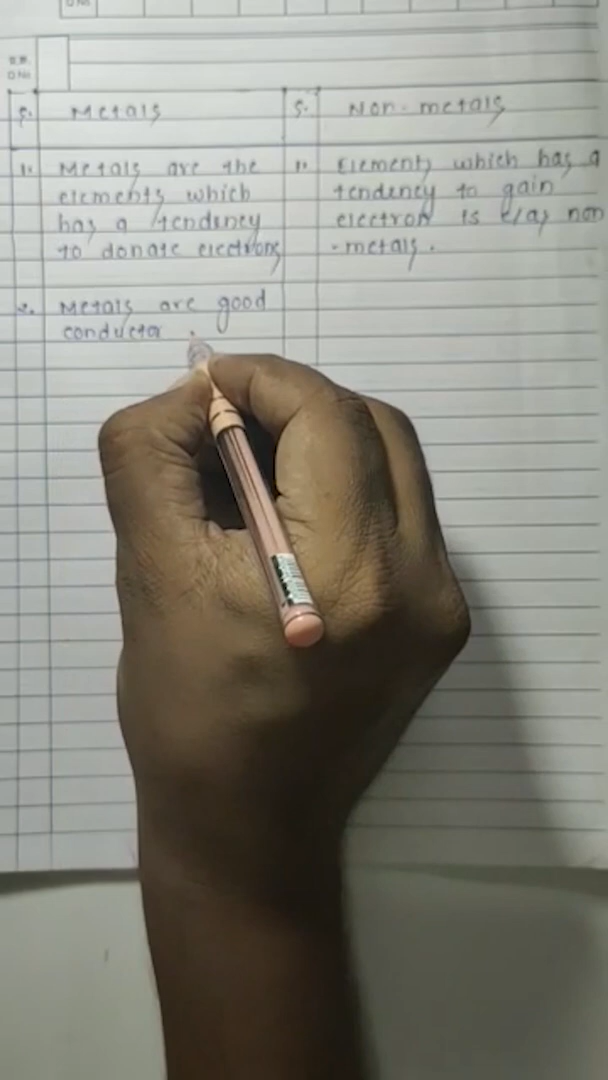 S. Metals S. Non-metals
1. Metals are the
elements which
has a tendency
to donate electrons
2. Metals are good
conductor .
1. Elements which has a
tendency to gain
electron is k/as non
-metals.